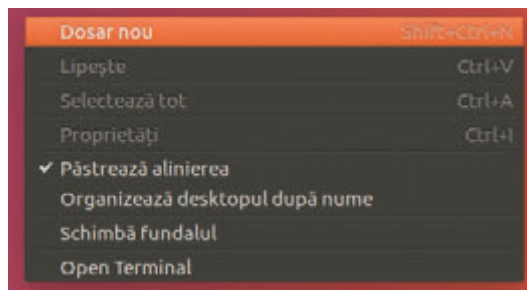 Dosar nou Shift+Ctrl+N
Lipește Ctrl+V
Selectează tot Ctrl+A
Proprietăți Ctrl+I
✔ Păstrează alinierea
Organizează desktopul după nume
Schimbă fundalul
Open Terminal